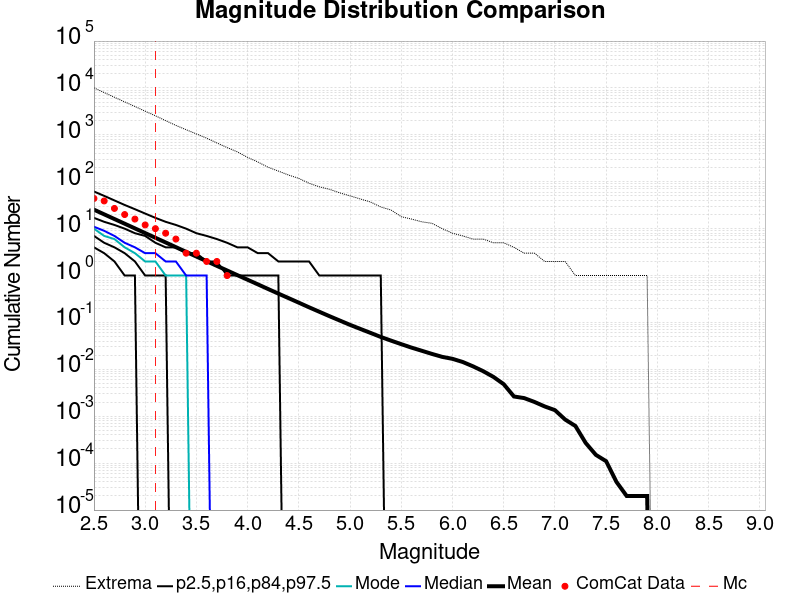 Magnitude Distribution Comparison
10 5
10 4
10 3
10 2
10 1
10 0
10 -1
10 -2
10 -3
10 -4
10 -5
Cumulative Number
2.5 3.0 3.5 4.0 4.5 5.0 5.5 6.0 6.5 7.0 7.5 8.0 8.5 9.0
Magnitude
Extrema p2.5,p16,p84,p97.5 Mode Median Mean ComCat Data Mc